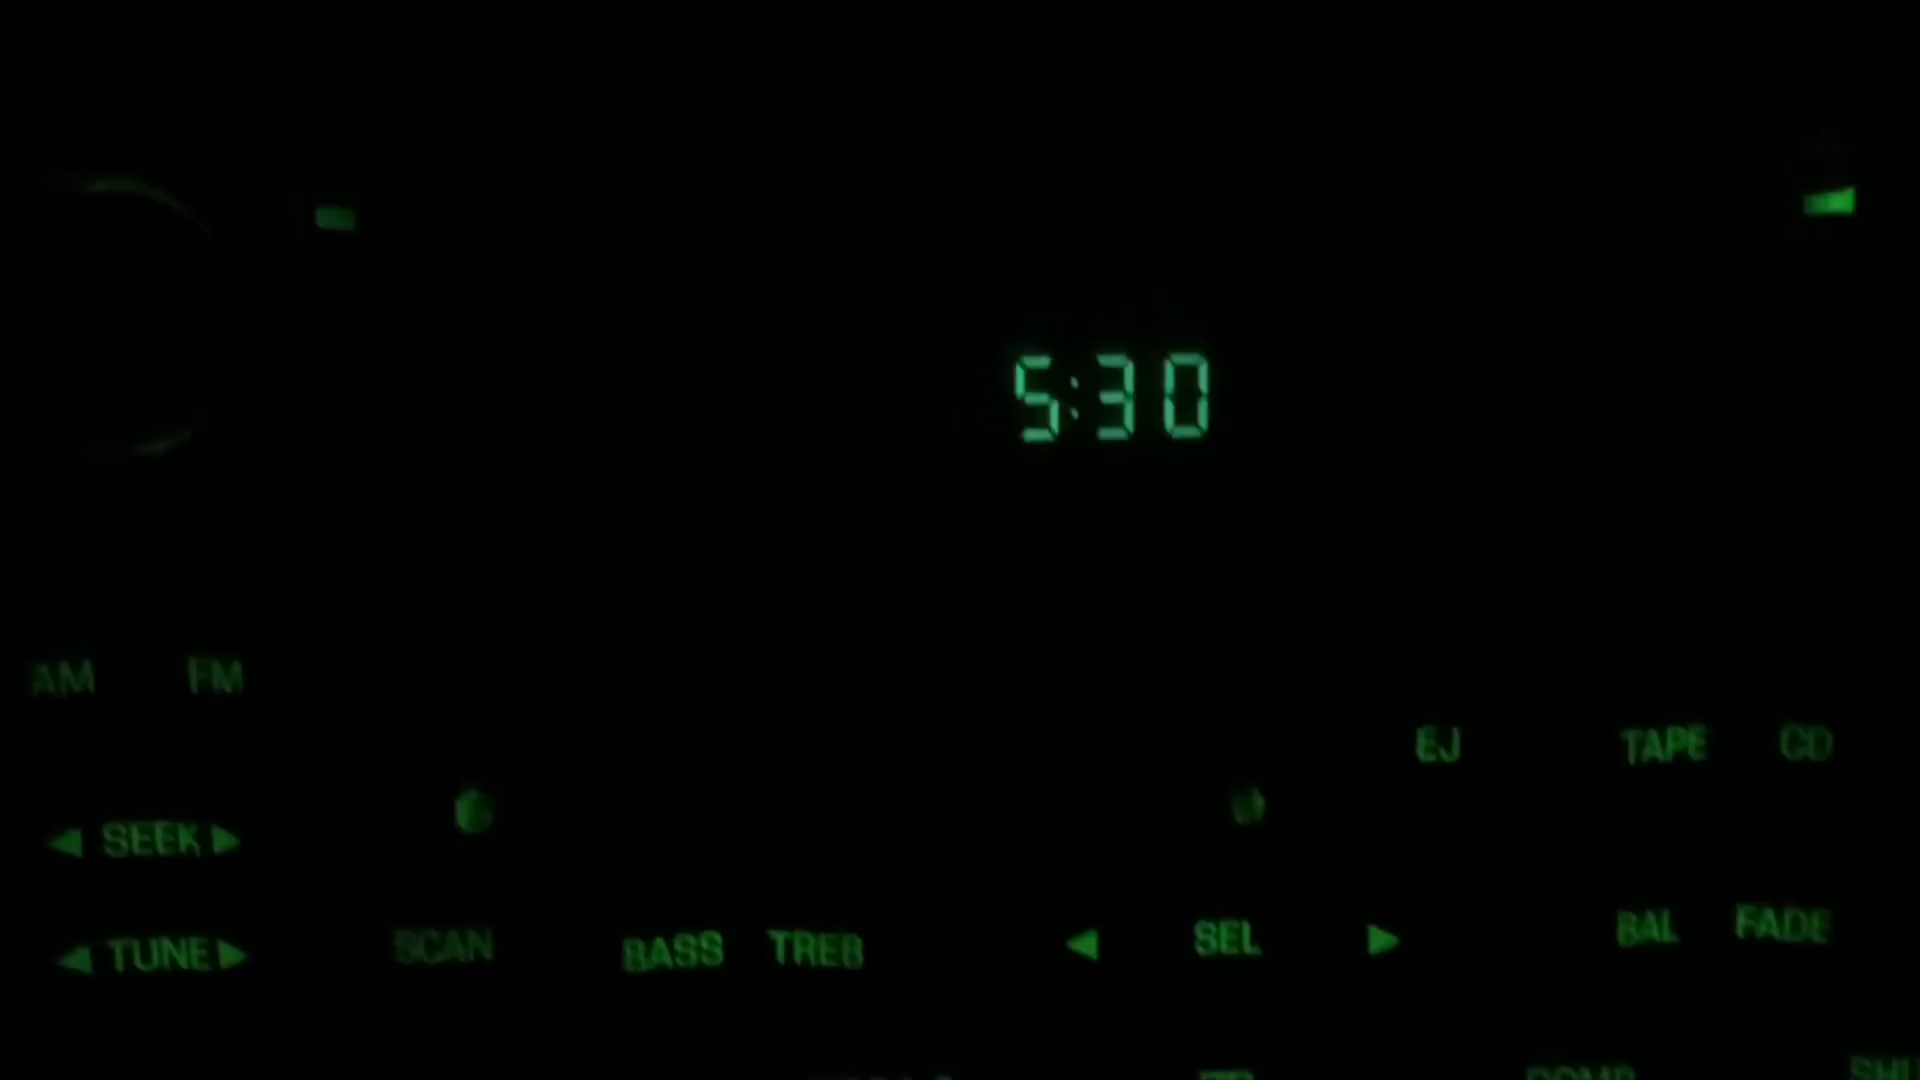 5:30
AM FM
EJ TAPE CD
◀ SEEK ▶
◀ TUNE ▶ SCAN BASS TREB ◀ SEL ▶ BAL FADE